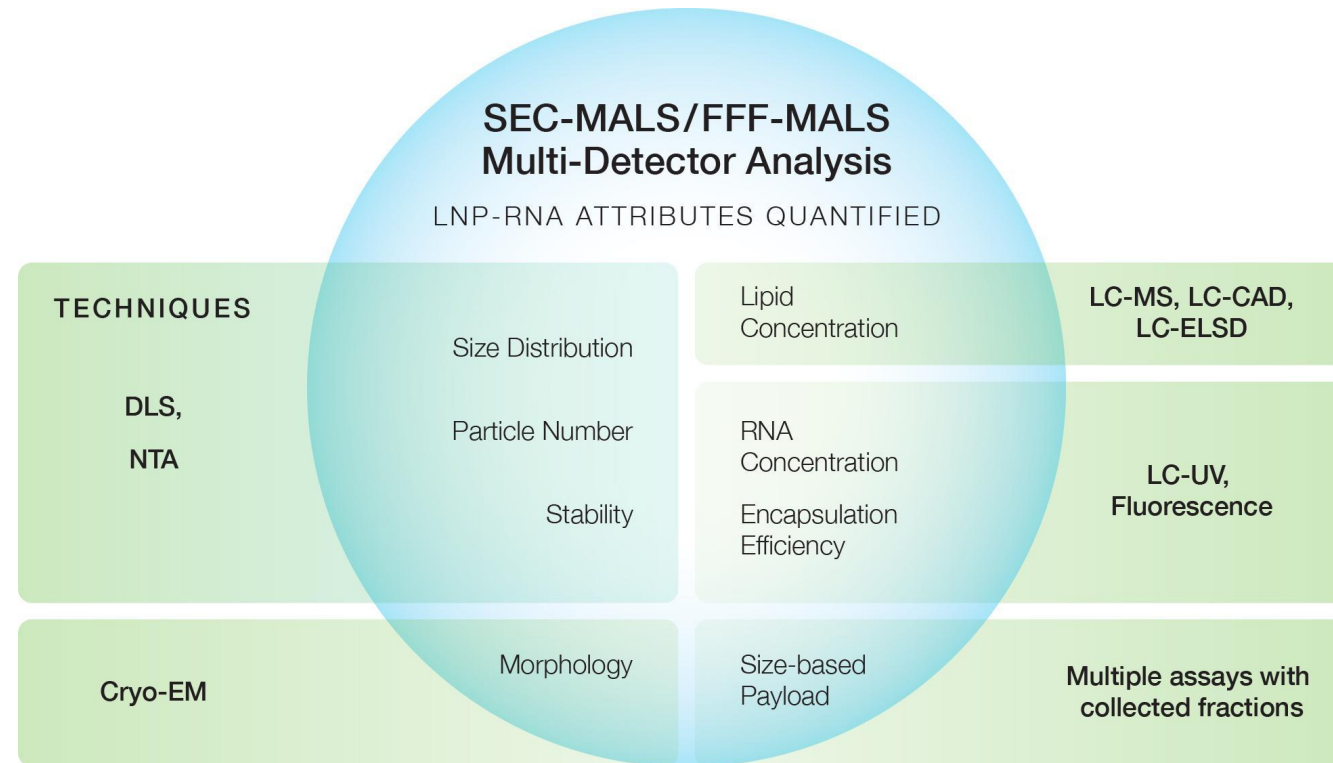 SEC-MALS/FFF-MALS
Multi-Detector Analysis
LNP-RNA ATTRIBUTES QUANTIFIED
TECHNIQUES
DLS,
NTA
Size Distribution
Particle Number
Stability
Lipid
Concentration
LC-MS, LC-CAD,
LC-ELSD
RNA
Concentration
Encapsulation
Efficiency
LC-UV,
Fluorescence
Cryo-EM
Morphology
Size-based
Payload
Multiple assays with
collected fractions